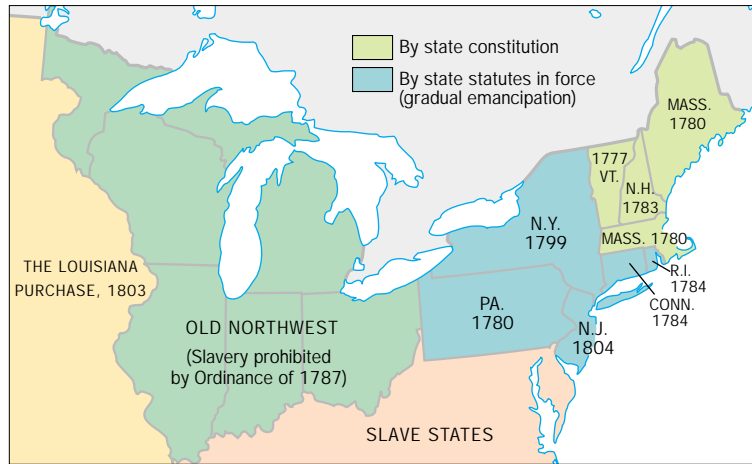 By state constitution
By state statutes in force
(gradual emancipation)
MASS.
1780
1777
VT.
N.H.
1783
MASS. 1780
N.Y.
1799
R.I.
1784
CONN.
1784
PA.
1780
N.J.
1804
THE LOUISIANA
PURCHASE, 1803
OLD NORTHWEST
(Slavery prohibited
by Ordinance of 1787)
SLAVE STATES